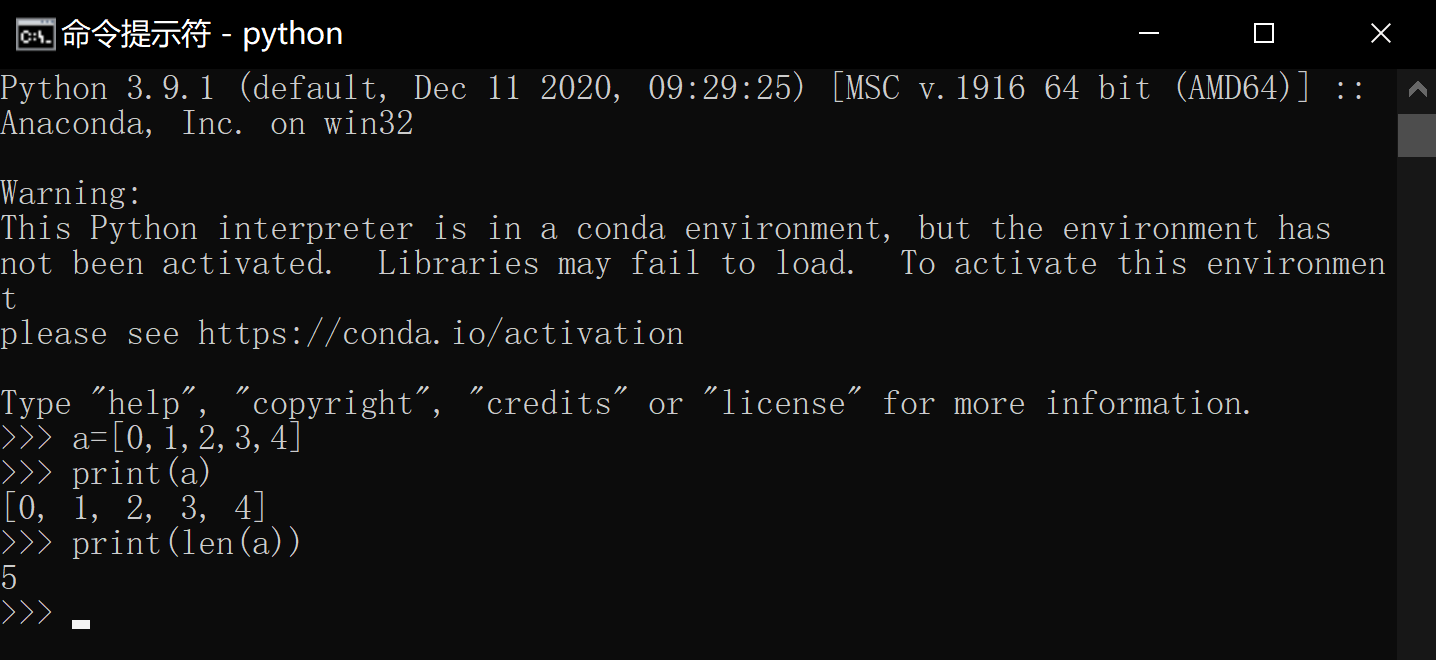 命令提示符 - python
Python 3.9.1 (default, Dec 11 2020, 09:29:25) [MSC v.1916 64 bit (AMD64)] ::
Anaconda, Inc. on win32
Warning:
This Python interpreter is in a conda environment, but the environment has
not been activated.  Libraries may fail to load.  To activate this environmen
t
please see https://conda.io/activation
Type "help", "copyright", "credits" or "license" for more information.
>>> a=[0,1,2,3,4]
>>> print(a)
[0, 1, 2, 3, 4]
>>> print(len(a))
5
>>>